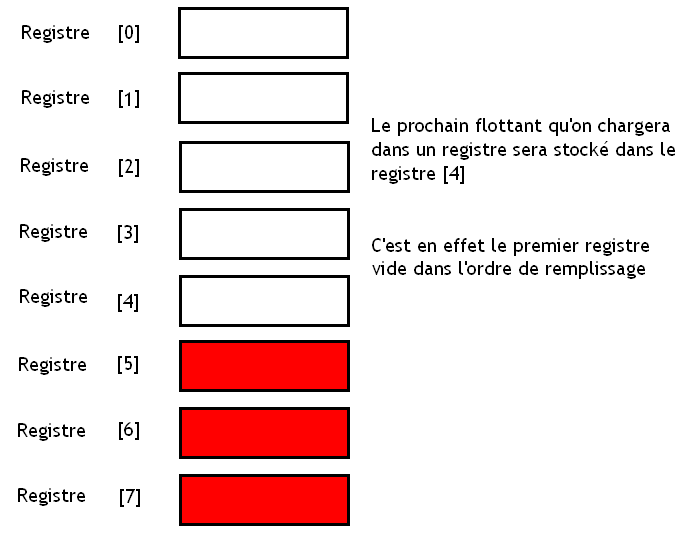 Registre [0]
Registre [1]
Le prochain flottant qu'on chargera
dans un registre sera stocké dans le
registre [4]
Registre [2]
Registre [3]
C'est en effet le premier registre
vide dans l'ordre de remplissage
Registre [4]
Registre [5]
Registre [6]
Registre [7]